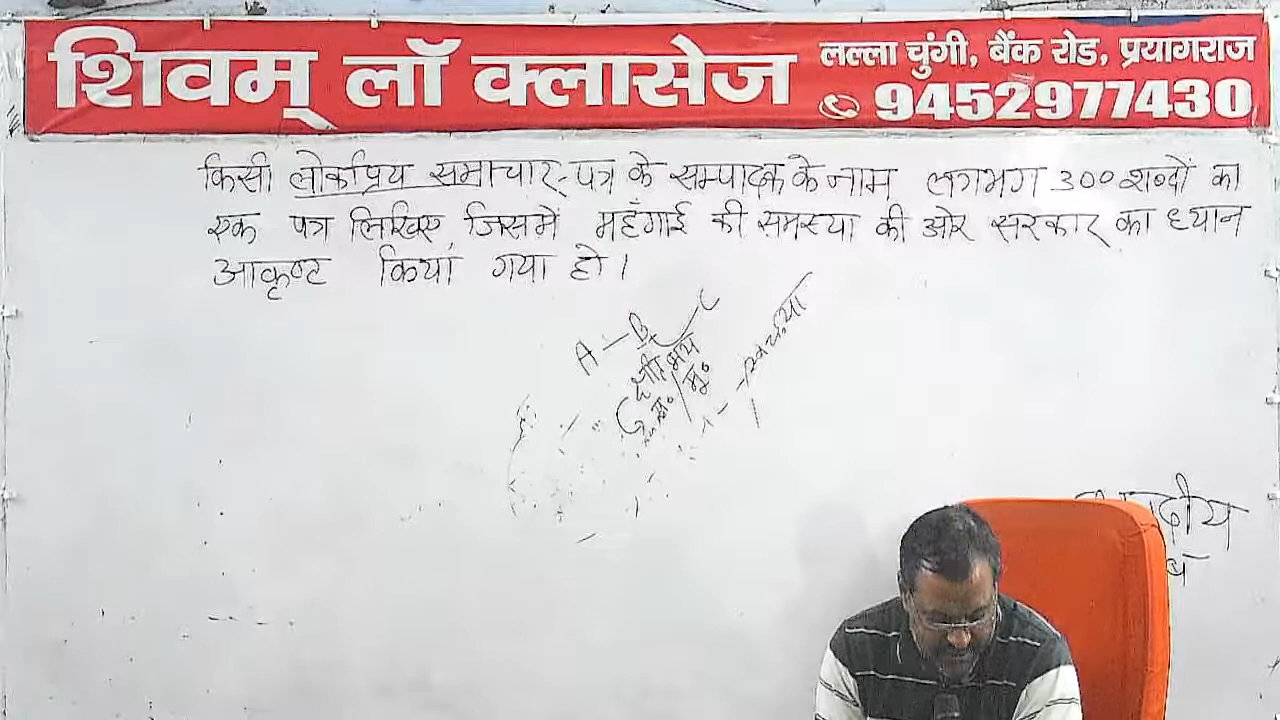 शिवम् लॉ क्लासेज
लल्ला चुंगी, बैंक रोड, प्रयागराज
9452977430
किसी लोकप्रिय समाचार-पत्र के सम्पादक के नाम लगभग 300 शब्दों का
एक पत्र लिखिए जिसमें महँगाई की समस्या की ओर सरकार का ध्यान
आकृष्ट किया गया हो।
A - B - C